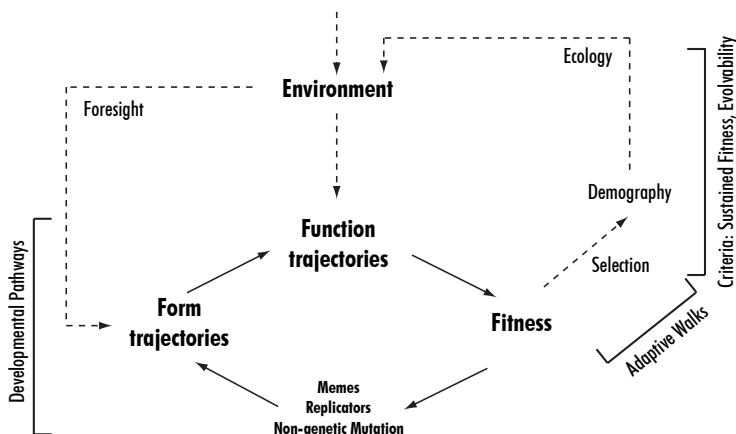 Ecology
Environment
Foresight
Criteria: Sustained Fitness, Evolvability
Demography
Function
trajectories
Selection
Developmental Pathways
Form
trajectories
Fitness
Adaptive Walks
Memes
Replicators
Non-genetic Mutation